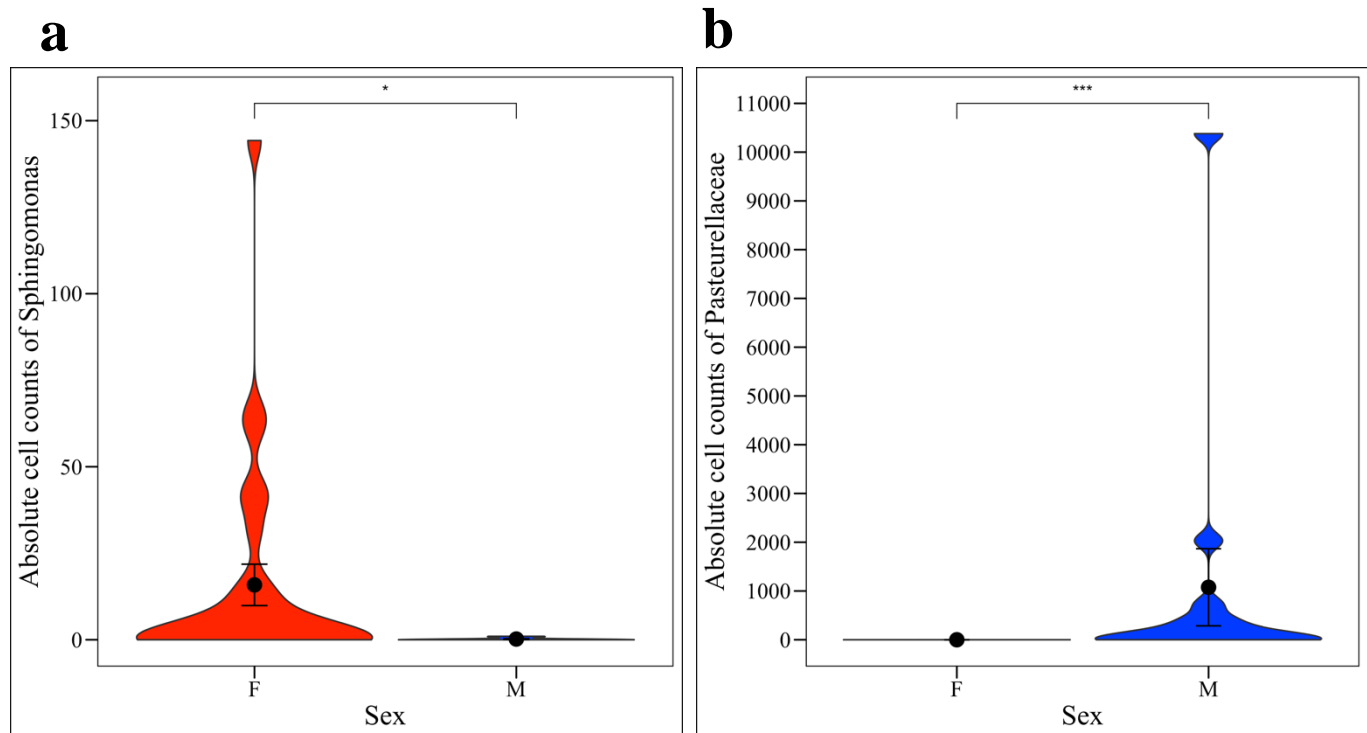 a
b
Absolute cell counts of Sphingomonas
150
100
50
0
*
F
M
Sex
Absolute cell counts of Pasteurellaceae
11000
10000
9000
8000
7000
6000
5000
4000
3000
2000
1000
0
***
F
M
Sex